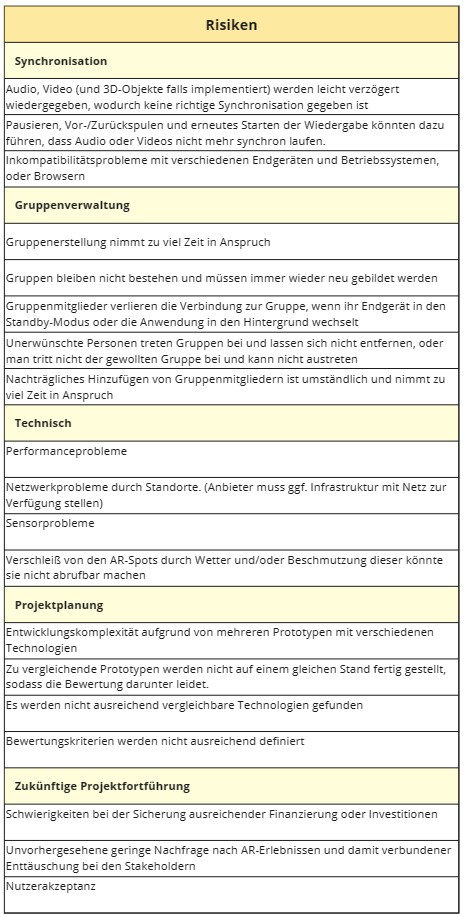 Risiken
Synchronisation
Audio, Video (und 3D-Objekte falls implementiert) werden leicht verzögert
wiedergegeben, wodurch keine richtige Synchronisation gegeben ist
Pausieren, Vor-/Zurückspulen und erneutes Starten der Wiedergabe könnten dazu
führen, dass Audio oder Videos nicht mehr synchron laufen.
Inkompatibilitätsprobleme mit verschiedenen Endgeräten und Betriebssystemen,
oder Browsern
Gruppenverwaltung
Gruppenerstellung nimmt zu viel Zeit in Anspruch
Gruppen bleiben nicht bestehen und müssen immer wieder neu gebildet werden
Gruppenmitglieder verlieren die Verbindung zur Gruppe, wenn ihr Endgerät in den
Standby-Modus oder die Anwendung in den Hintergrund wechselt
Unerwünschte Personen treten Gruppen bei und lassen sich nicht entfernen, oder
man tritt nicht der gewollten Gruppe bei und kann nicht austreten
Nachträgliches Hinzufügen von Gruppenmitgliedern ist umständlich und nimmt zu
viel Zeit in Anspruch
Technisch
Performanceprobleme
Netzwerkprobleme durch Standorte. (Anbieter muss ggf. Infrastruktur mit Netz zur
Verfügung stellen)
Sensorprobleme
Verschleiß von den AR-Spots durch Wetter und/oder Beschmutzung dieser könnte
sie nicht abrufbar machen
Projektplanung
Entwicklungskomplexität aufgrund von mehreren Prototypen mit verschiedenen
Technologien
Zu vergleichende Prototypen werden nicht auf einem gleichen Stand fertig gestellt,
sodass die Bewertung darunter leidet.
Es werden nicht ausreichend vergleichbare Technologien gefunden
Bewertungskriterien werden nicht ausreichend definiert
Zukünftige Projektfortführung
Schwierigkeiten bei der Sicherung ausreichender Finanzierung oder Investitionen
Unvorhergesehene geringe Nachfrage nach AR-Erlebnissen und damit verbundener
Enttäuschung bei den Stakeholdern
Nutzerakzeptanz